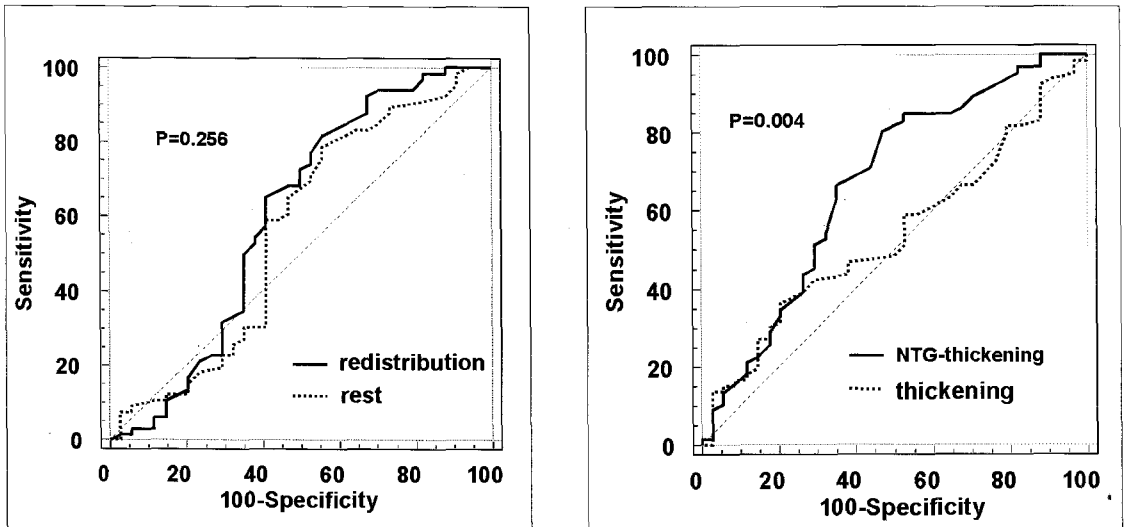 100
80
60
40
20
0
Sensitivity
P=0.256
redistribution
rest
0 20 40 60 80 100
100-Specificity
100
80
60
40
20
0
Sensitivity
P=0.004
NTG-thickening
thickening
0 20 40 60 80 100
100-Specificity